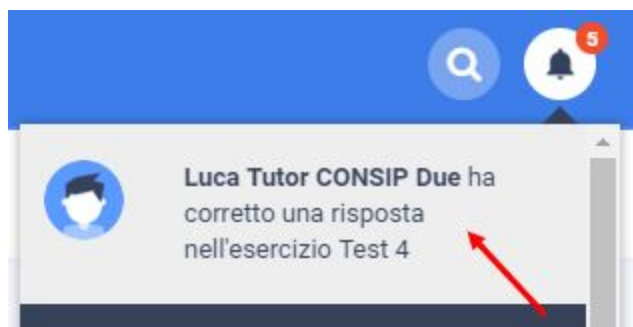 5
Luca Tutor CONSIP Due ha
corretto una risposta
nell'esercizio Test 4